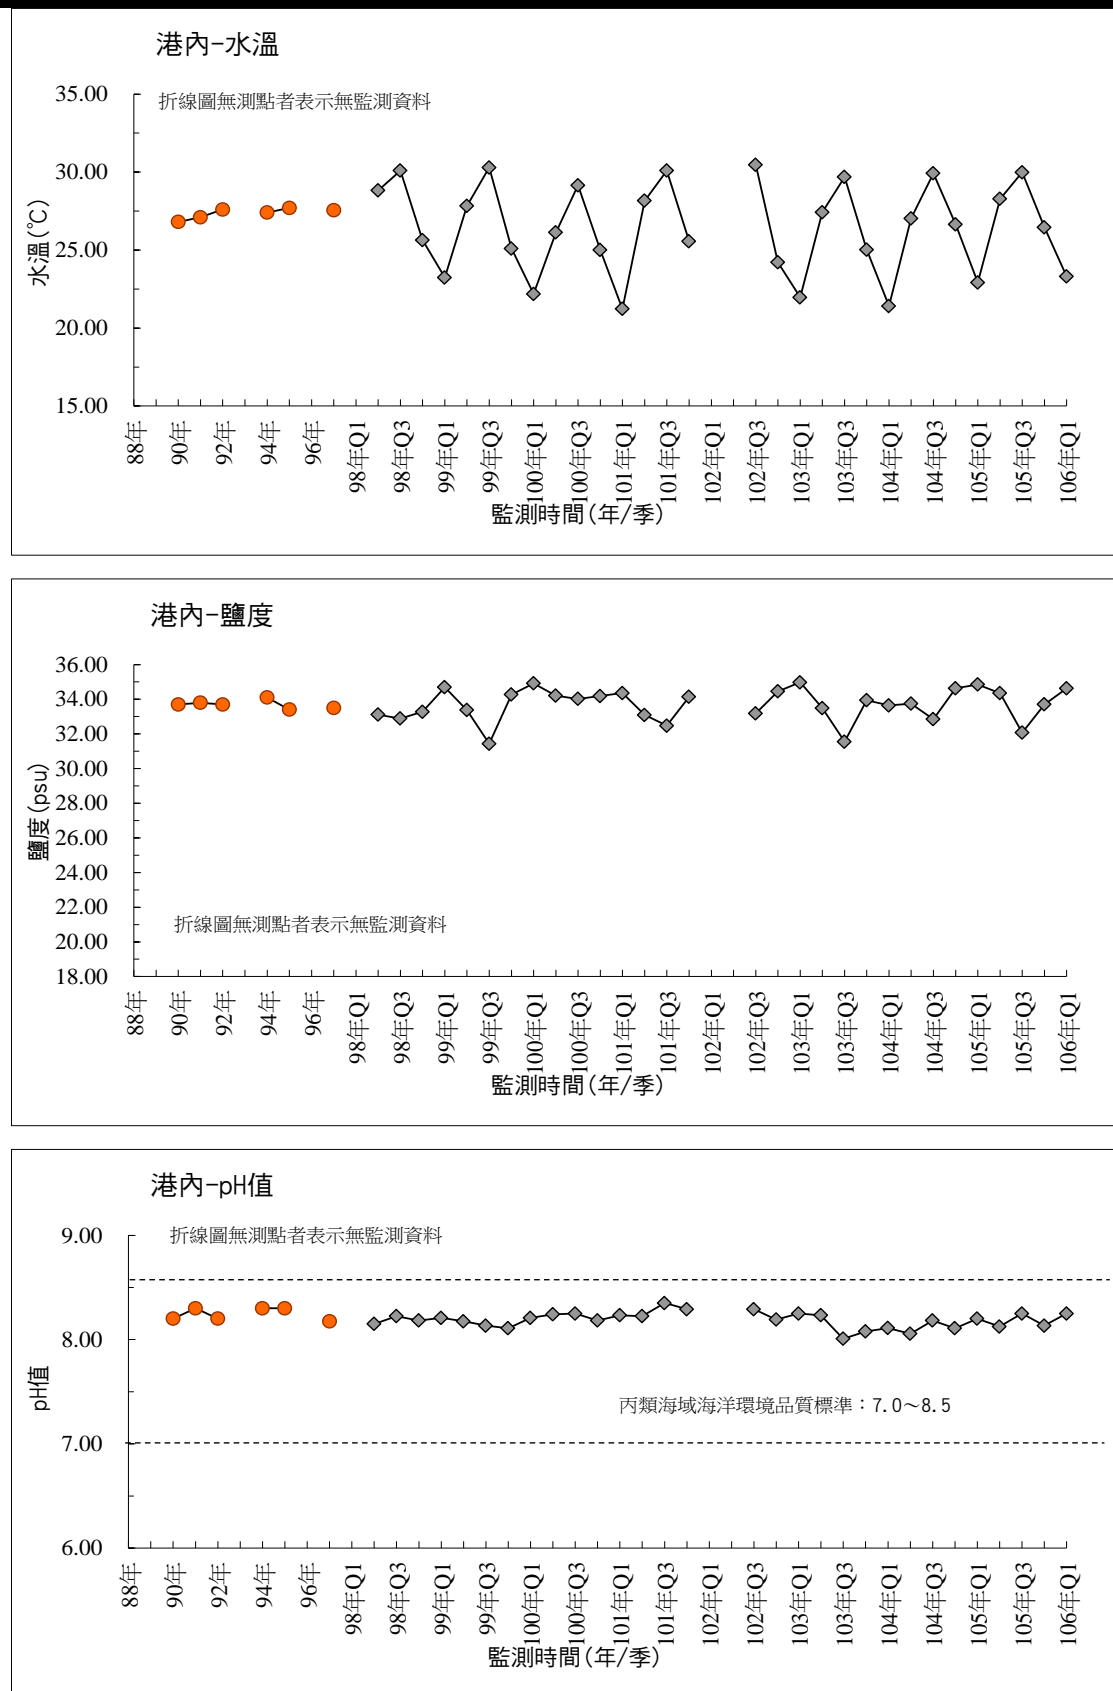 港內-水溫
折線圖無測點者表示無監測資料
35.00
30.00
25.00
20.00
15.00
水溫(℃)
88年
90年
92年
94年
96年
98年Q1
98年Q3
99年Q1
99年Q3
100年Q1
100年Q3
101年Q1
101年Q3
102年Q1
102年Q3
103年Q1
103年Q3
104年Q1
104年Q3
105年Q1
105年Q3
106年Q1
監測時間(年/季)
港內-鹽度
36.00
34.00
32.00
30.00
28.00
26.00
24.00
22.00
20.00
18.00
鹽度(psu)
折線圖無測點者表示無監測資料
88年
90年
92年
94年
96年
98年Q1
98年Q3
99年Q1
99年Q3
100年Q1
100年Q3
101年Q1
101年Q3
102年Q1
102年Q3
103年Q1
103年Q3
104年Q1
104年Q3
105年Q1
105年Q3
106年Q1
監測時間(年/季)
港內-pH值
折線圖無測點者表示無監測資料
9.00
8.00
7.00
6.00
pH值
丙類海域海洋環境品質標準：7.0～8.5
88年
90年
92年
94年
96年
98年Q1
98年Q3
99年Q1
99年Q3
100年Q1
100年Q3
101年Q1
101年Q3
102年Q1
102年Q3
103年Q1
103年Q3
104年Q1
104年Q3
105年Q1
105年Q3
106年Q1
監測時間(年/季)